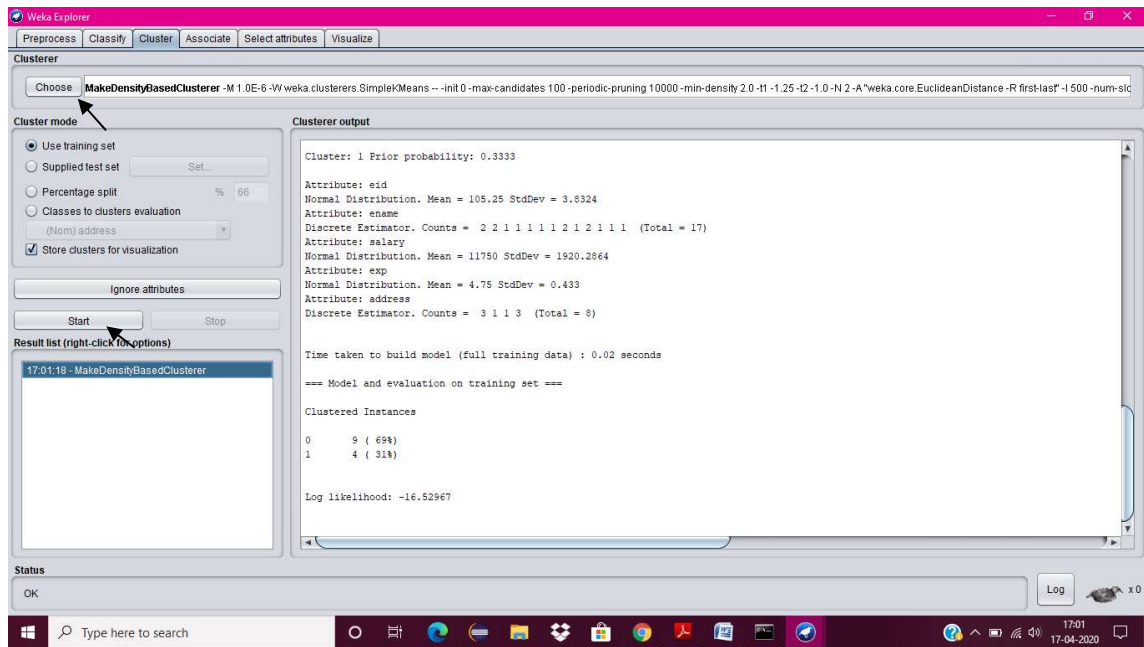 Weka Explorer
Preprocess Classify Cluster Associate Select attributes Visualize
Clusterer
Choose MakeDensityBasedClusterer -M 1.0E-6 -W weka.clusterers.SimpleKMeans -- -init 0 -max-candidates 100 -periodic-pruning 10000 -min-density 2.0 -t1 -1.25 -t2 -1.0 -N 2 -A "weka.core.EuclideanDistance -R first-last" -I 500 -num-slo
Cluster mode
Use training set
Supplied test set Set...
Percentage split % 66
Classes to clusters evaluation
(Nom) address
Store clusters for visualization
Ignore attributes
Start Stop
Result list (right-click for options)
17:01:18 - MakeDensityBasedClusterer
Clusterer output
Cluster: 1 Prior probability: 0.3333
Attribute: eid
Normal Distribution. Mean = 105.25 StdDev = 3.8324
Attribute: ename
Discrete Estimator. Counts = 2 2 1 1 1 1 1 2 1 2 1 1 1 (Total = 17)
Attribute: salary
Normal Distribution. Mean = 11750 StdDev = 1920.2864
Attribute: exp
Normal Distribution. Mean = 4.75 StdDev = 0.433
Attribute: address
Discrete Estimator. Counts = 3 1 1 3 (Total = 8)
Time taken to build model (full training data) : 0.02 seconds
=== Model and evaluation on training set ===
Clustered Instances
0 9 ( 69%)
1 4 ( 31%)
Log likelihood: -16.52967
Status
OK
Log x 0
Type here to search
17:01
17-04-2020